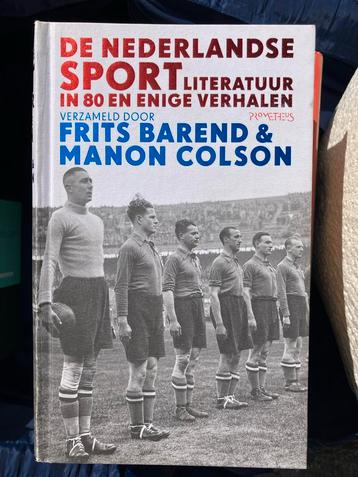 DE NEDERLANDSE
SPORTLITERATUUR
IN 80 EN ENIGE VERHALEN
VERZAMELD DOOR
PROMETHEUS
FRITS BAREND &
MANON COLSON